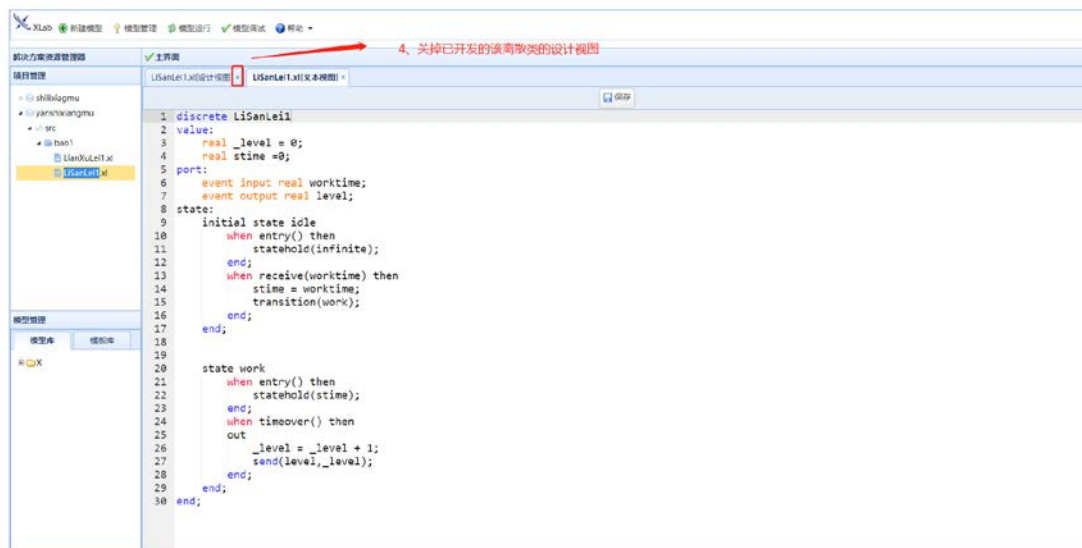 XLab 新建模型 模型管理 模型运行 模型调试 帮助
4、关掉已开发的该离散类的设计视图
解决方案资源管理器
主界面
项目管理
LiSanLei1.xl[设计视图] × LiSanLei1.xl[文本视图] ×
保存
shilixiagmu
yanshixiangmu
src
bao1
LianXuLei1.xl
LiSanLei1.xl
1 discrete LiSanLei1
2 value:
3 real _level = 0;
4 real stime =0;
5 port:
6 event input real worktime;
7 event output real level;
8 state:
9 initial state idle
10 when entry() then
11 statehold(infinite);
12 end;
13 when receive(worktime) then
14 stime = worktime;
15 transition(work);
16 end;
17 end;
18
19
20 state work
21 when entry() then
22 statehold(stime);
23 end;
24 when timeover() then
25 out
26 _level = _level + 1;
27 send(level,_level);
28 end;
29 end;
30 end;
模型管理
模型库 模板库
X